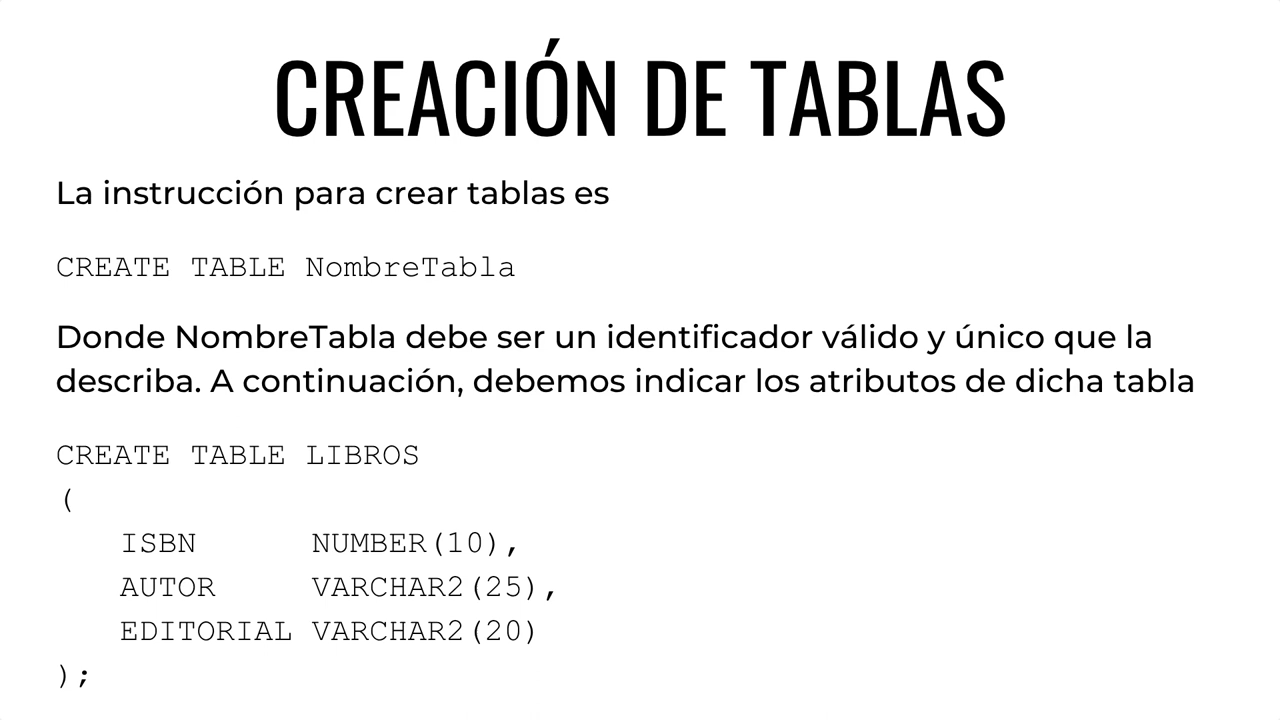 CREACIÓN DE TABLAS
La instrucción para crear tablas es
CREATE TABLE NombreTabla
Donde NombreTabla debe ser un identificador válido y único que la
describa. A continuación, debemos indicar los atributos de dicha tabla
CREATE TABLE LIBROS
(
ISBN NUMBER(10),
AUTOR VARCHAR2(25),
EDITORIAL VARCHAR2(20)
);